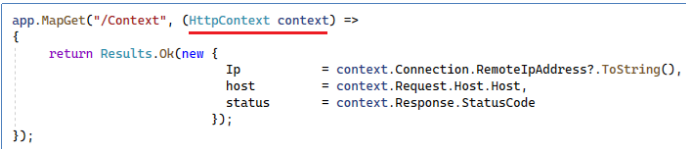 app.MapGet("/Context", (HttpContext context) =>
{
    return Results.Ok(new {
                            Ip          = context.Connection.RemoteIpAddress?.ToString(),
                            host        = context.Request.Host.Host,
                            status      = context.Response.StatusCode
                          });
});